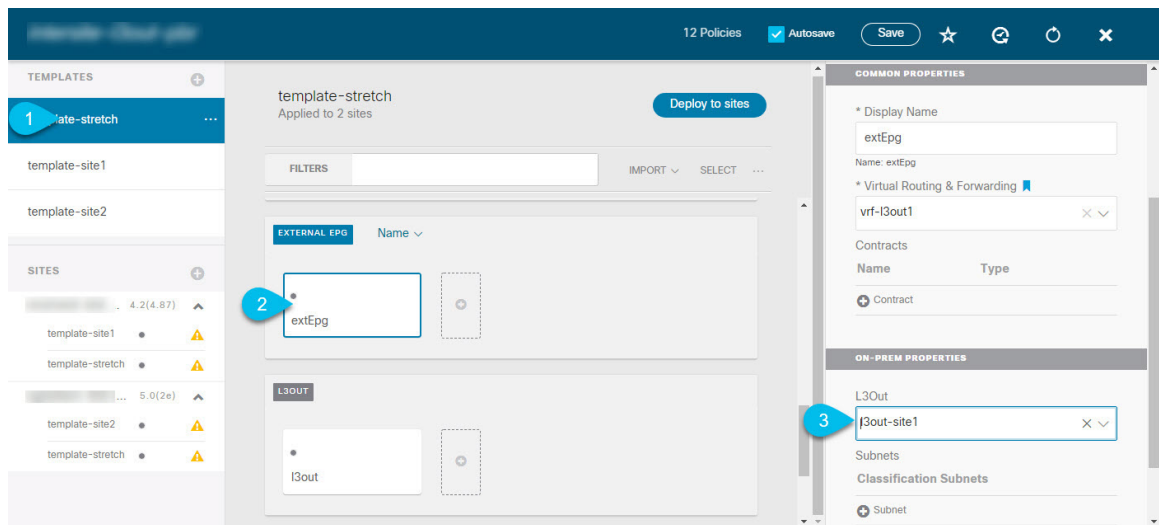 12 Policies
Autosave
Save
TEMPLATES
1
ate-stretch
template-site1
template-site2
SITES
4.2(4.87)
template-site1
template-stretch
... 5.0(2e)
template-site2
template-stretch
template-stretch
Applied to 2 sites
Deploy to sites
FILTERS
IMPORT
SELECT
...
EXTERNAL EPG
Name
2
extEpg
L3OUT
l3out
COMMON PROPERTIES
* Display Name
extEpg
Name: extEpg
* Virtual Routing & Forwarding
vrf-l3out1
Contracts
Name Type
Contract
ON-PREM PROPERTIES
L3Out
3
l3out-site1
Subnets
Classification Subnets
Subnet